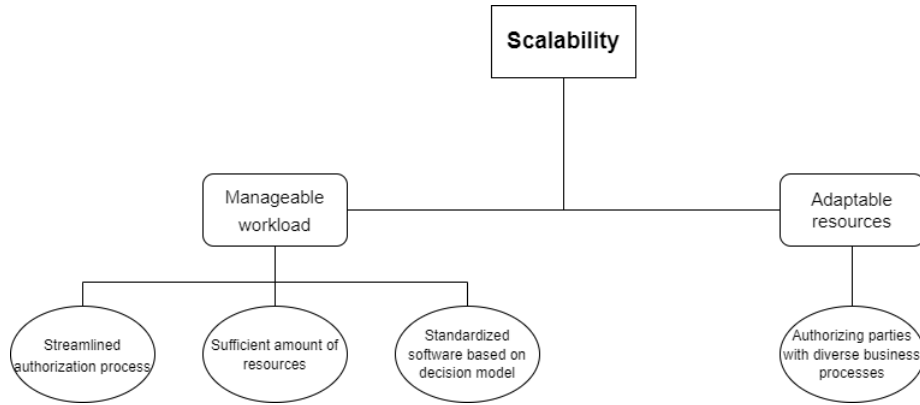 Scalability
Manageable
workload
Adaptable
resources
Streamlined
authorization process
Sufficient amount of
resources
Standardized
software based on
decision model
Authorizing parties
with diverse business
processes